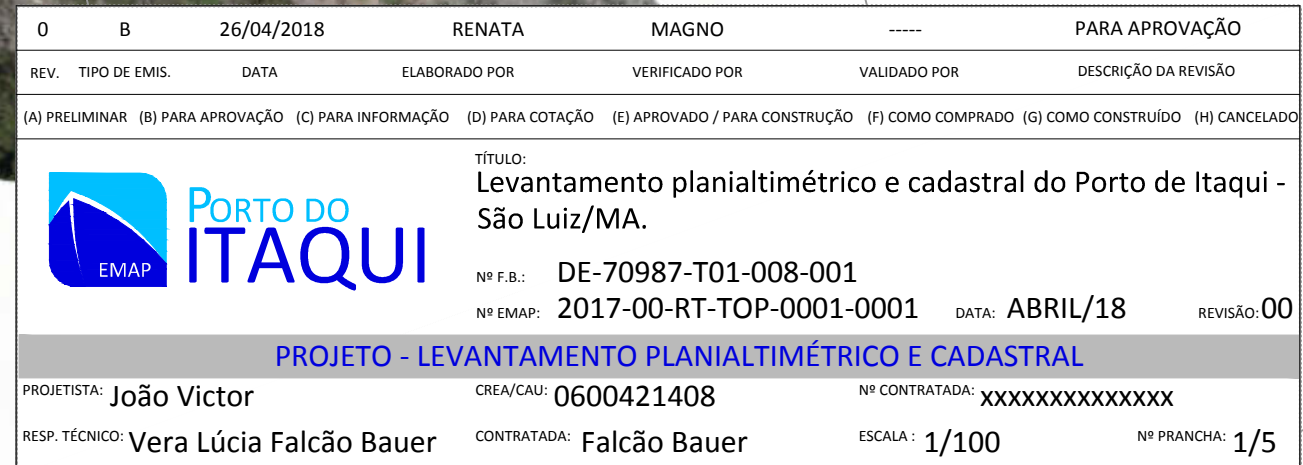 0 B 26/04/2018 RENATA MAGNO ----- PARA APROVAÇÃO
REV. TIPO DE EMIS. DATA ELABORADO POR VERIFICADO POR VALIDADO POR DESCRIÇÃO DA REVISÃO
(A) PRELIMINAR (B) PARA APROVAÇÃO (C) PARA INFORMAÇÃO (D) PARA COTAÇÃO (E) APROVADO / PARA CONSTRUÇÃO (F) COMO COMPRADO (G) COMO CONSTRUÍDO (H) CANCELADO
EMAP
PORTO DO
ITAQUI
TÍTULO:
Levantamento planialtimétrico e cadastral do Porto de Itaqui -
São Luiz/MA.
Nº F.B.: DE-70987-T01-008-001
Nº EMAP: 2017-00-RT-TOP-0001-0001 DATA: ABRIL/18 REVISÃO: 00
PROJETO - LEVANTAMENTO PLANIALTIMÉTRICO E CADASTRAL
PROJETISTA: João Victor CREA/CAU: 0600421408 Nº CONTRATADA: xxxxxxxxxxxxxx
RESP. TÉCNICO: Vera Lúcia Falcão Bauer CONTRATADA: Falcão Bauer ESCALA : 1/100 Nº PRANCHA: 1/5